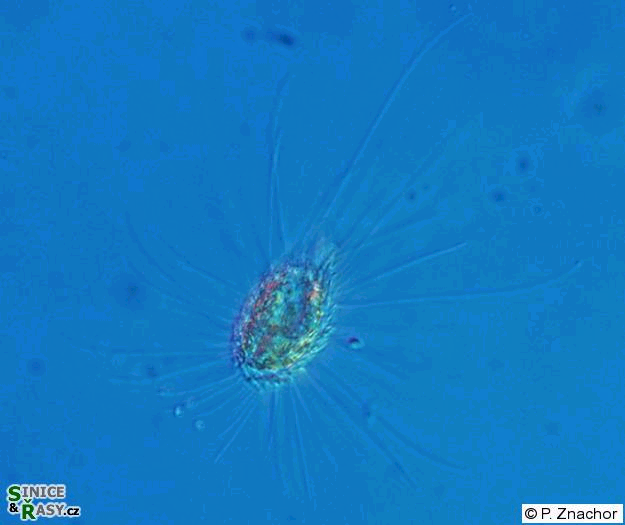 SINICE
& ŘASY.cz
© P. Znachor